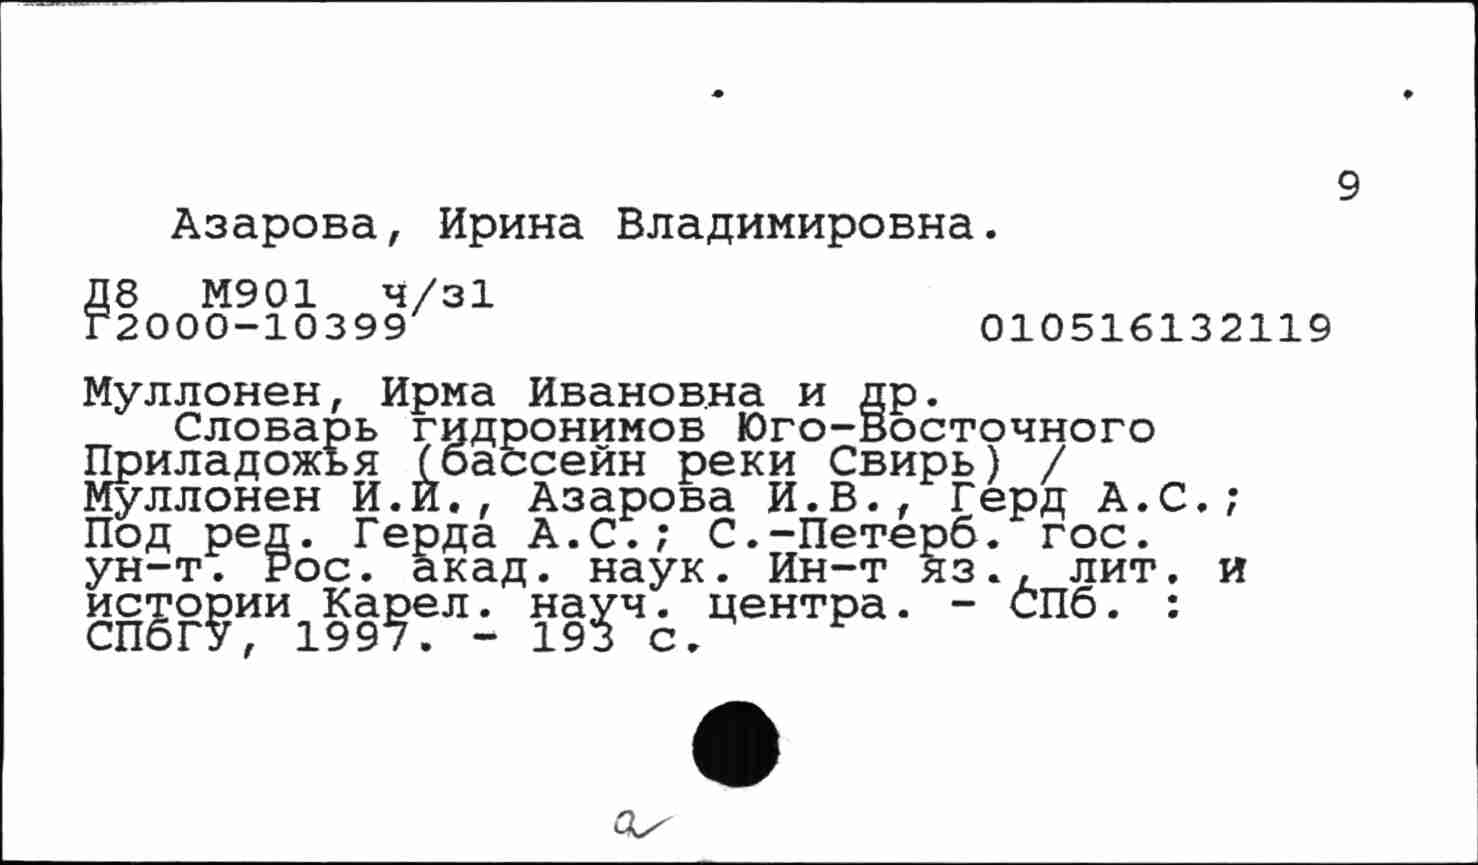 9
Азарова, Ирина Владимировна.
Д8 М901 ч/з1
Г2000-10399 010516132119
Муллонен, Ирма Ивановна и др.
Словарь гидронимов Юго-Восточного
Приладожья (бассейн реки Свирь) /
Муллонен И.И., Азарова И.В., Герд А.С.;
Под ред. Герда А.С.; С.-Петерб. гос.
ун-т. Рос. акад. наук. Ин-т яз., лит. и
истории Карел. науч. центра. - СПб. :
СПбГУ, 1997. - 193 с.
а